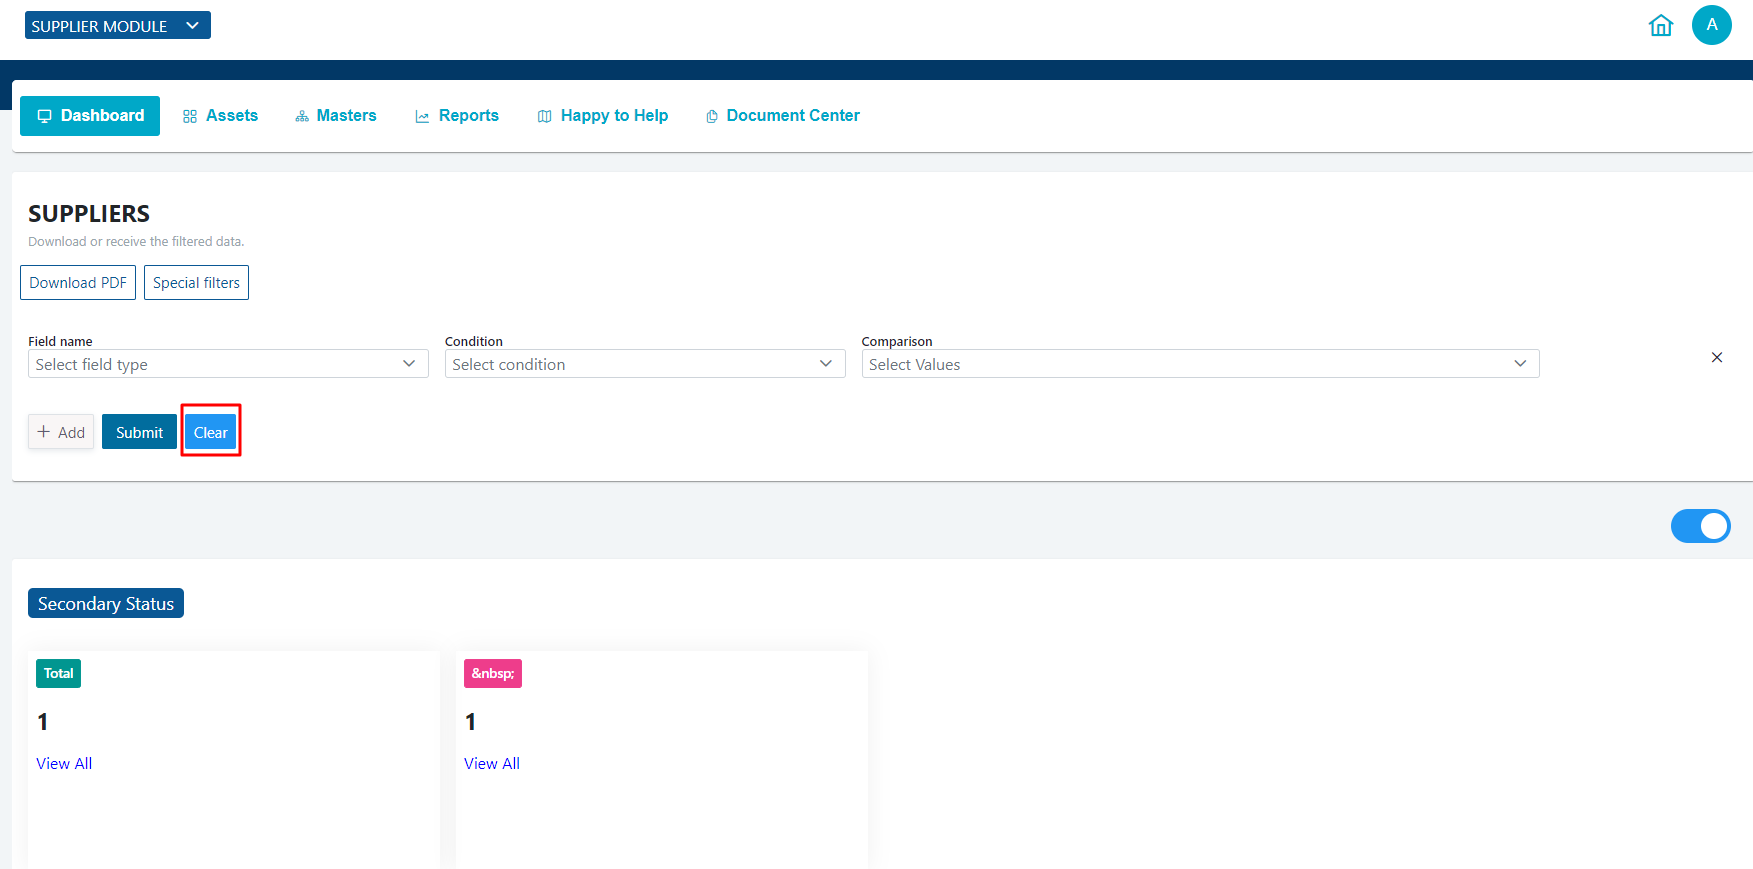 SUPPLIER MODULE
A
Dashboard
Assets
Masters
Reports
Happy to Help
Document Center
SUPPLIERS
Download or receive the filtered data.
Download PDF
Special filters
Field name
Condition
Comparison
Select field type
Select condition
Select Values
Add
Submit
Clear
Secondary Status
Total
&nbsp;
1
1
View All
View All